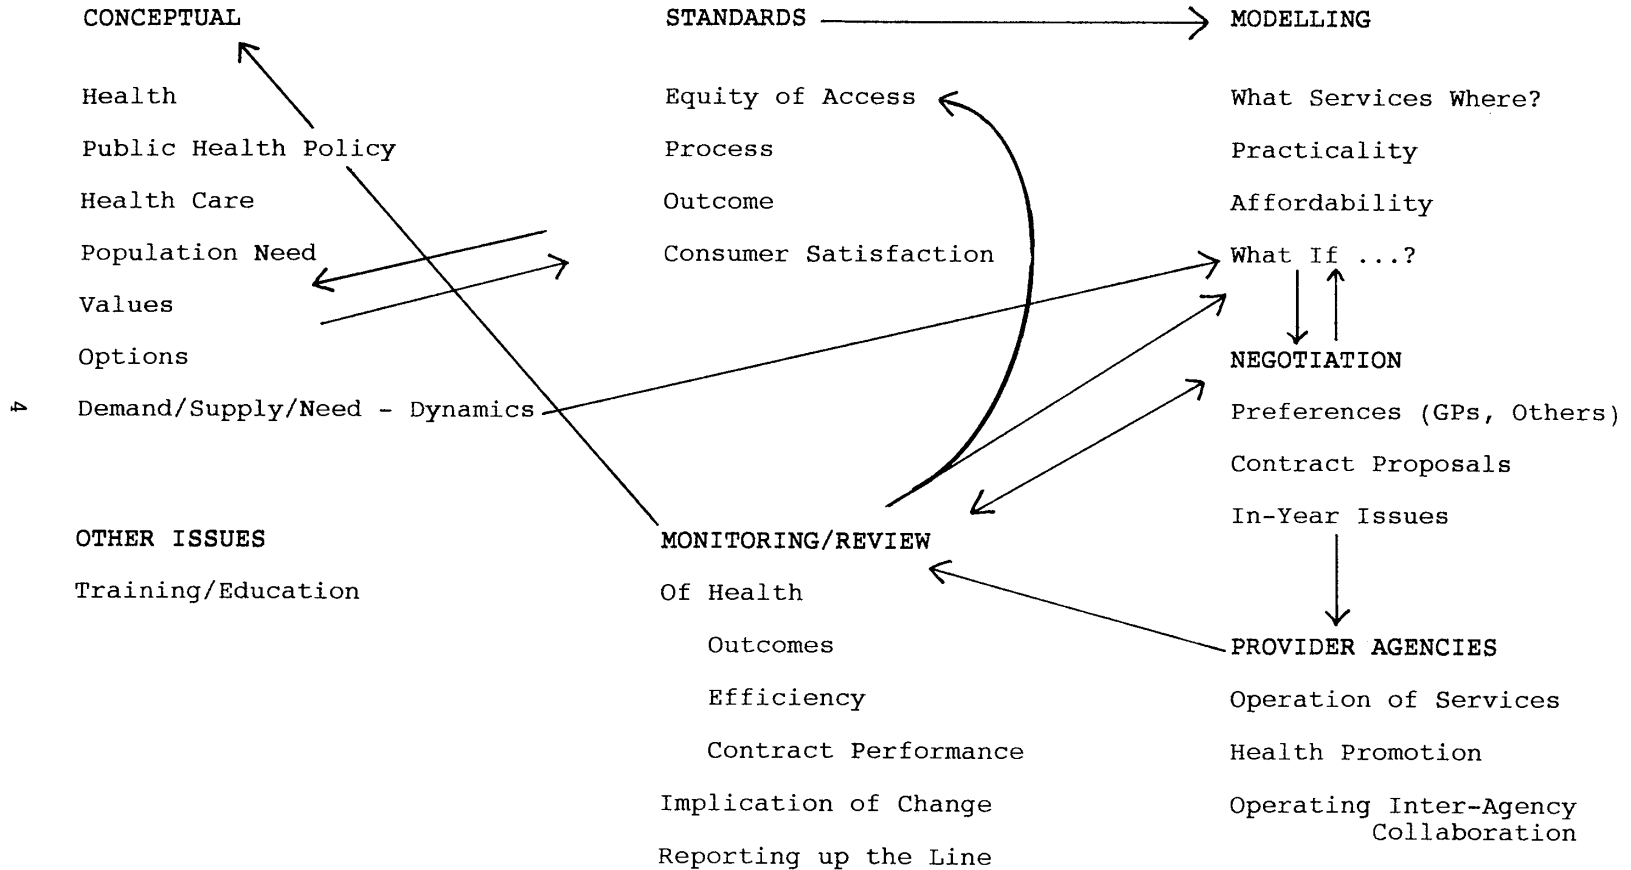 CONCEPTUAL
Health
Public Health Policy
Health Care
Population Need
Values
Options
Demand/Supply/Need - Dynamics
STANDARDS
Equity of Access
Process
Outcome
Consumer Satisfaction
MODELLING
What Services Where?
Practicality
Affordability
What If ...?
NEGOTIATION
Preferences (GPs, Others)
Contract Proposals
In-Year Issues
OTHER ISSUES
Training/Education
MONITORING/REVIEW
Of Health
Outcomes
Efficiency
Contract Performance
Implication of Change
Reporting up the Line
PROVIDER AGENCIES
Operation of Services
Health Promotion
Operating Inter-Agency
Collaboration
4